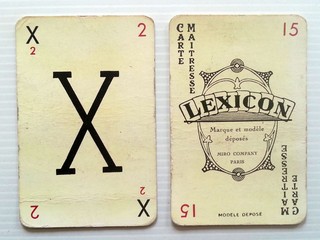 X 2
2
X
2
2 X
CARTE
MAITRESSE
15
LEXICON
Marque et modèle
déposés
MIRO COMPANY
PARIS
CARTE
MAITRESSE
15
MODÈLE DÉPOSÉ